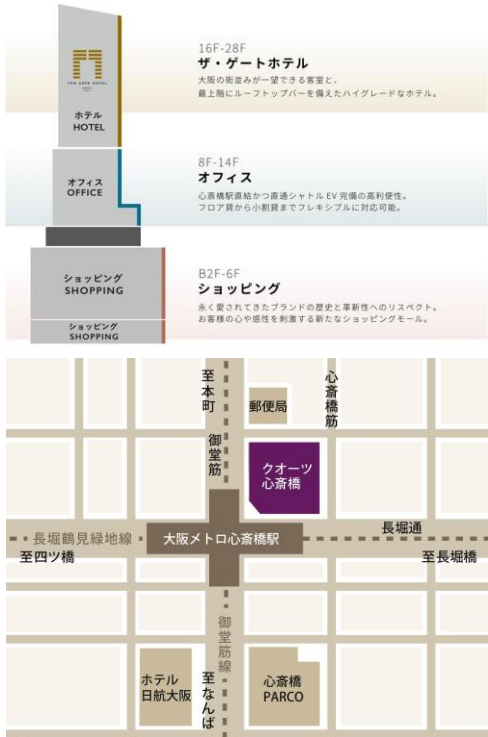 16F-28F
ザ・ゲートホテル
大阪の街並みが一望できる客室と、
最上階にルーフトップバーを備えたハイグレードなホテル。
THE GATE HOTEL
ホテル
HOTEL
8F-14F
オフィス
心斎橋駅直結かつ直通シャトルEV完備の高利便性。
フロア貸から小割貸までフレキシブルに対応可能。
オフィス
OFFICE
B2F-6F
ショッピング
永く愛されてきたブランドの歴史と革新性へのリスペクト。
お客様の心や感性を刺激する新たなショッピングモール。
ショッピング
SHOPPING
ショッピング
SHOPPING
至本町
御堂筋
郵便局
心斎橋筋
クオーツ
心斎橋
長堀鶴見緑地線
至四ツ橋
大阪メトロ心斎橋駅
長堀通
至長堀橋
御堂筋線
至なんば
ホテル
日航大阪
心斎橋
PARCO